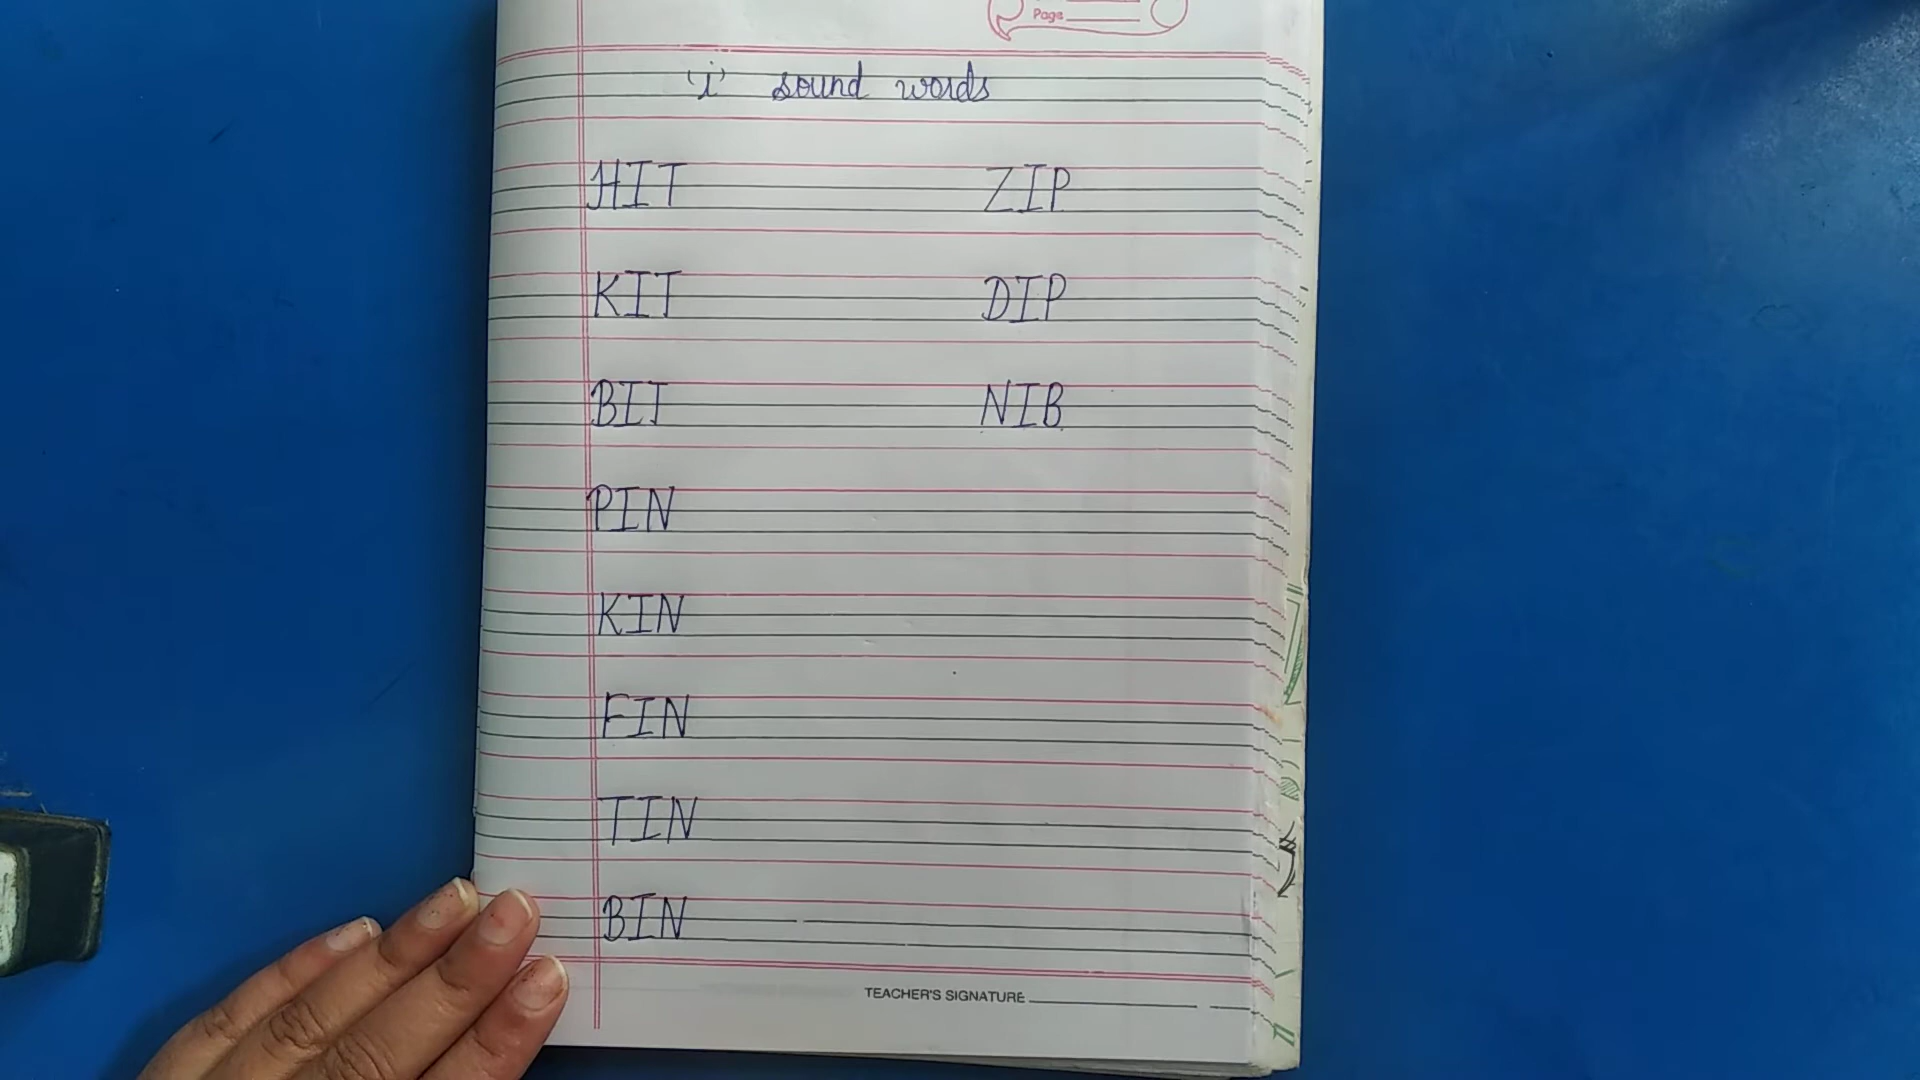 Page
'i' sound words
HIT ZIP
KIT DIP
BIT NIB
PIN
KIN
FIN
TIN
BIN
TEACHER'S SIGNATURE